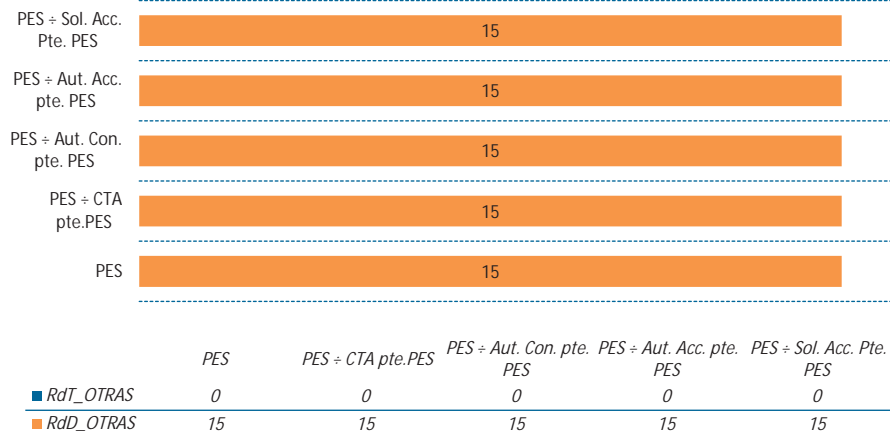 PES ÷ Sol. Acc.
Pte. PES
15
PES ÷ Aut. Acc.
pte. PES
15
PES ÷ Aut. Con.
pte. PES
15
PES ÷ CTA
pte.PES
15
PES
15
PES PES ÷ CTA pte.PES PES ÷ Aut. Con. pte. PES ÷ Aut. Acc. pte. PES ÷ Sol. Acc. Pte.
PES PES PES
RdT_OTRAS 0 0 0 0 0
RdD_OTRAS 15 15 15 15 15